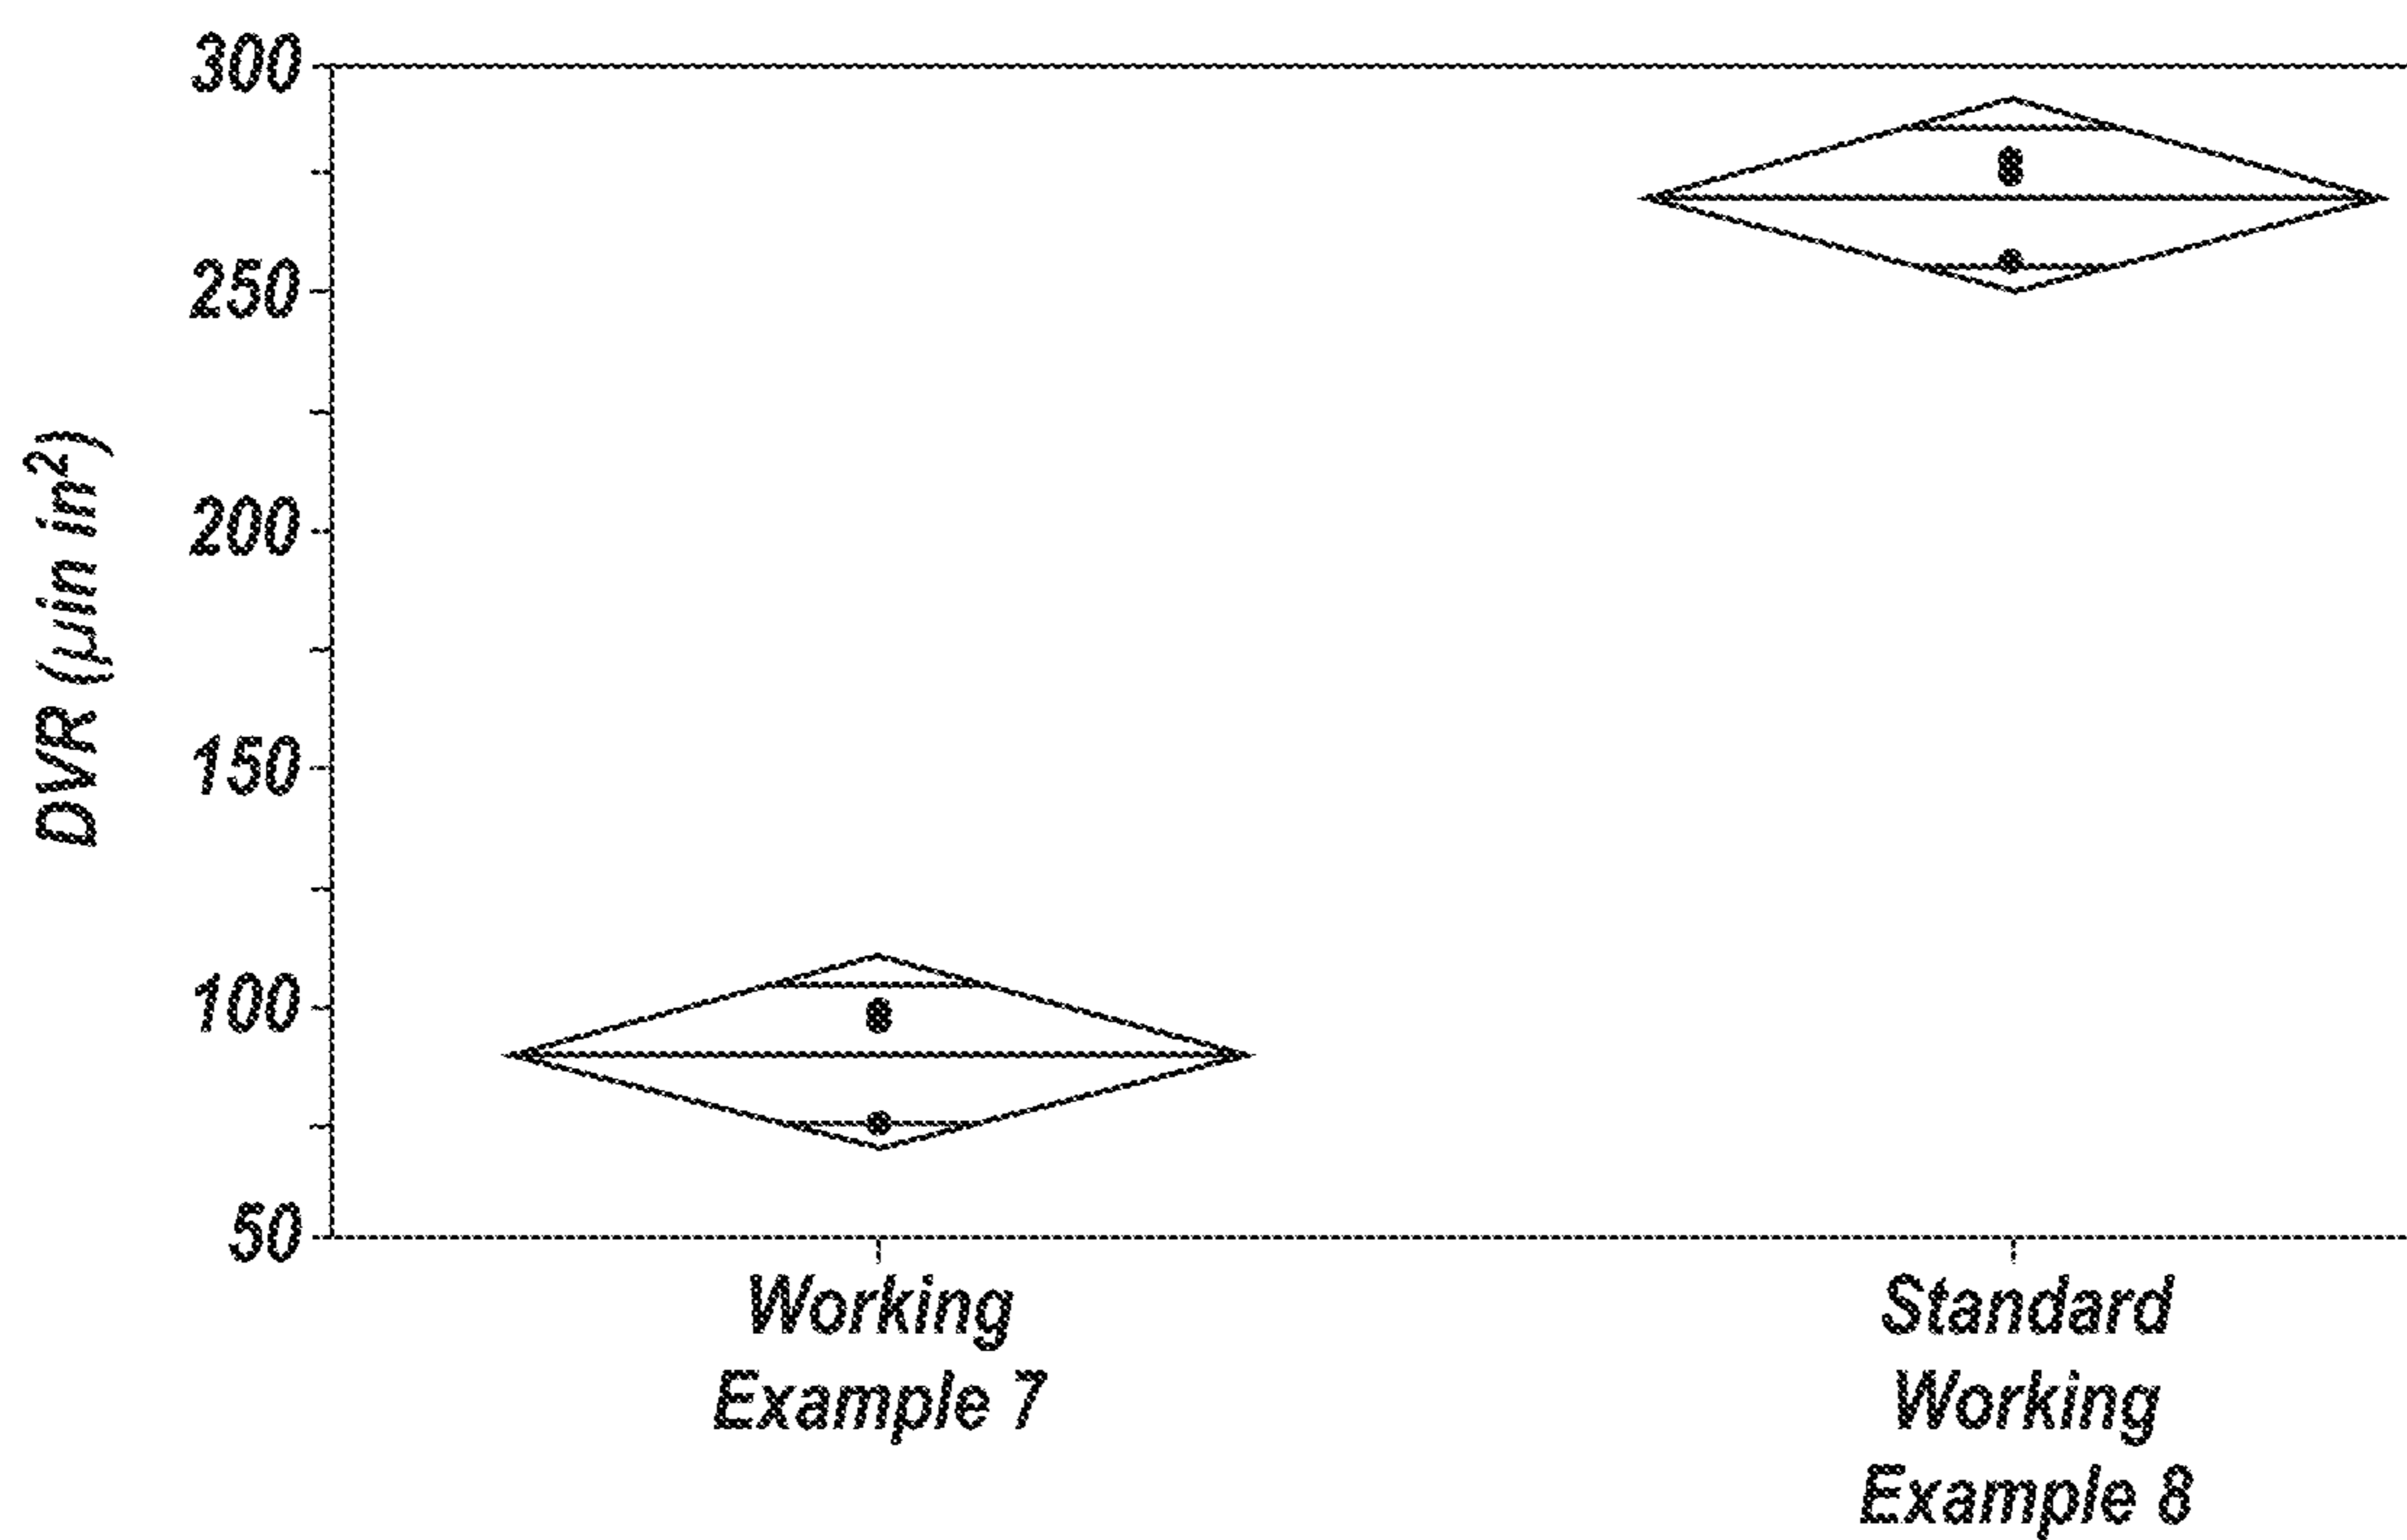 300
250
200
150
100
50
DVR (μin in²)
Working
Example 7
Standard
Working
Example 8